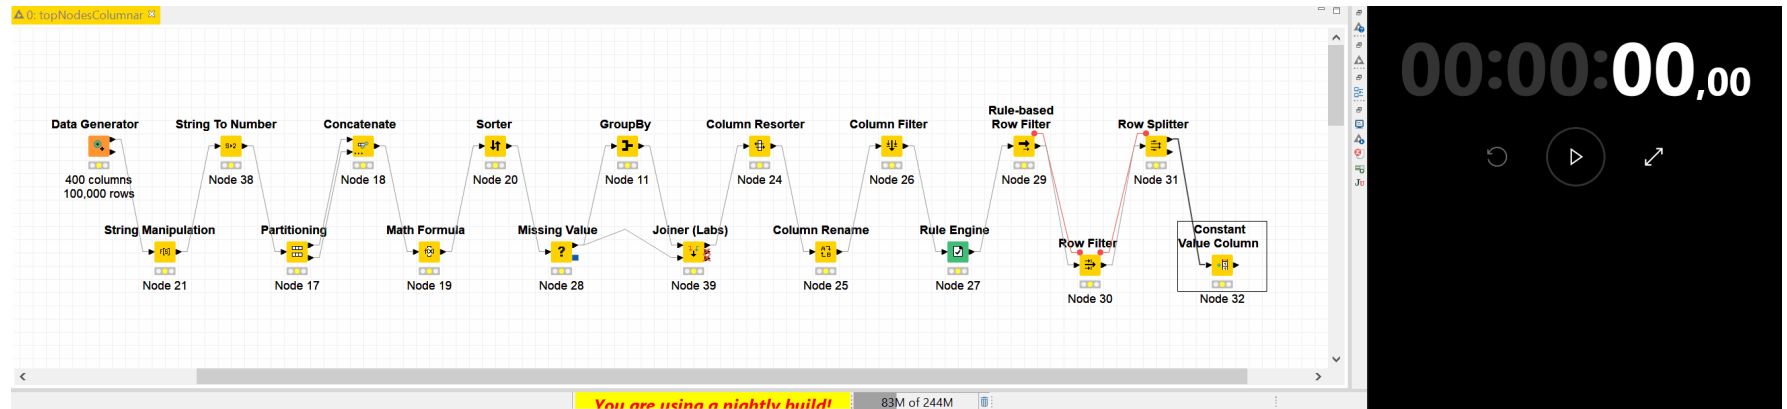 0: topNodesColumnar
Data Generator
400 columns
100,000 rows
String Manipulation
Node 21
String To Number
Node 38
Partitioning
Node 17
Concatenate
Node 18
Math Formula
Node 19
Sorter
Node 20
Missing Value
Node 28
GroupBy
Node 11
Joiner (Labs)
Node 39
Column Resorter
Node 24
Column Rename
Node 25
Column Filter
Node 26
Rule Engine
Node 27
Rule-based
Row Filter
Node 29
Row Filter
Node 30
Row Splitter
Node 31
Constant
Value Column
Node 32
You are using a nightly build!
83M of 244M
00:00:00,00